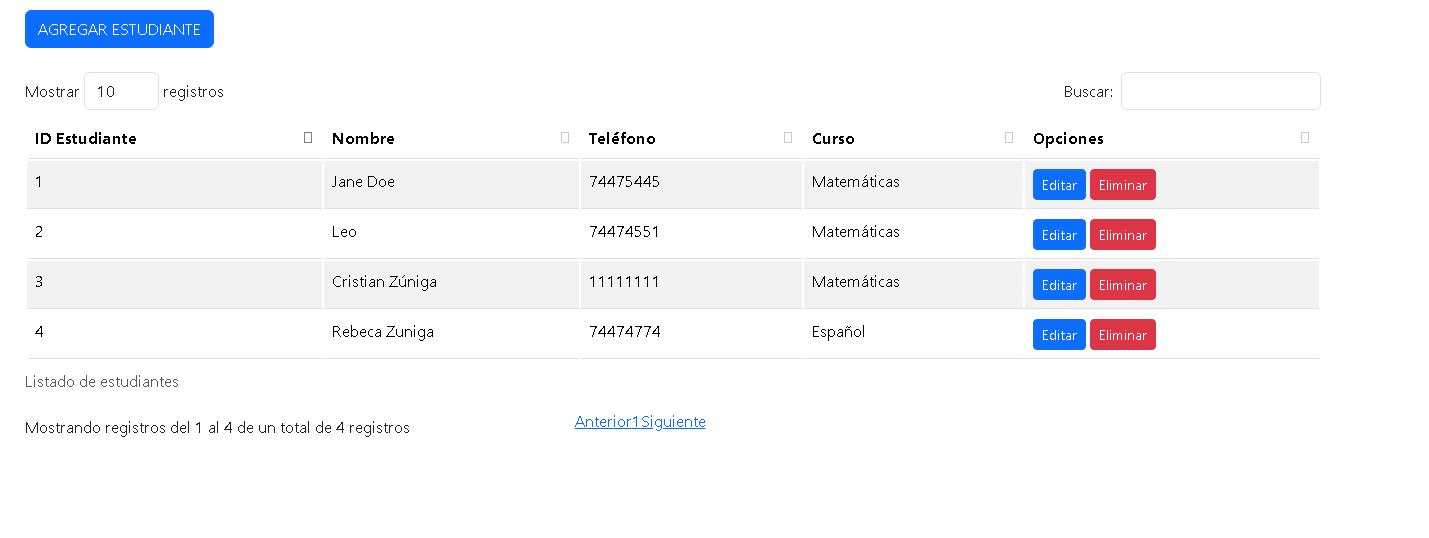 AGREGAR ESTUDIANTE
Mostrar 10 registros Buscar:
ID Estudiante Nombre Teléfono Curso Opciones
1 Jane Doe 74475445 Matemáticas Editar Eliminar
2 Leo 74474551 Matemáticas Editar Eliminar
3 Cristian Zúniga 11111111 Matemáticas Editar Eliminar
4 Rebeca Zuniga 74474774 Español Editar Eliminar
Listado de estudiantes
Mostrando registros del 1 al 4 de un total de 4 registros Anterior1Siguiente